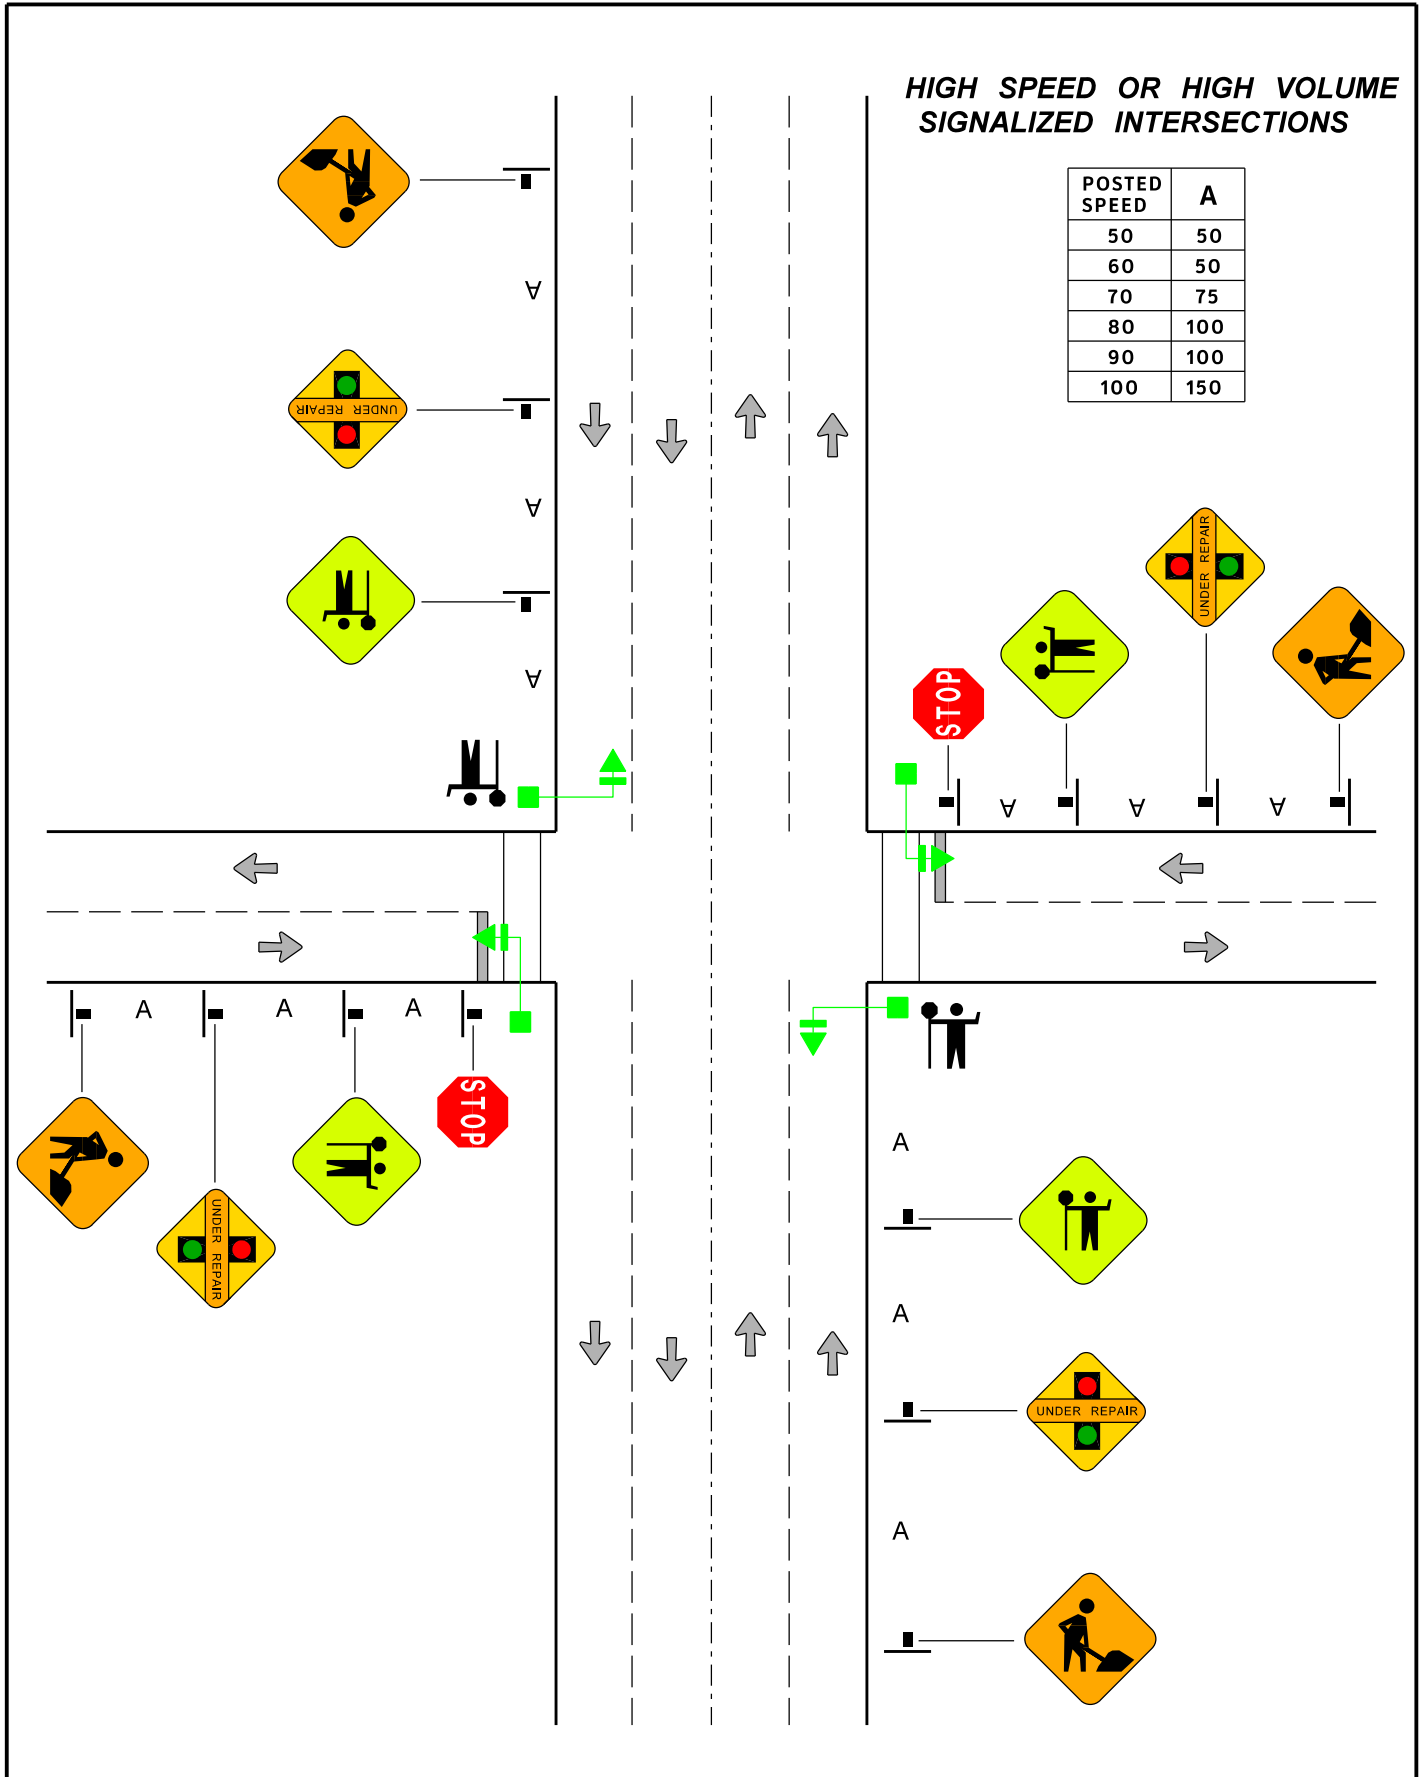 HIGH SPEED OR HIGH VOLUME
SIGNALIZED INTERSECTIONS
POSTED SPEED A
50 50
60 50
70 75
80 100
90 100
100 150
A
UNDER REPAIR
A
A
UNDER REPAIR
STOP
A A A
A A A
STOP
UNDER REPAIR
A
A
UNDER REPAIR
A